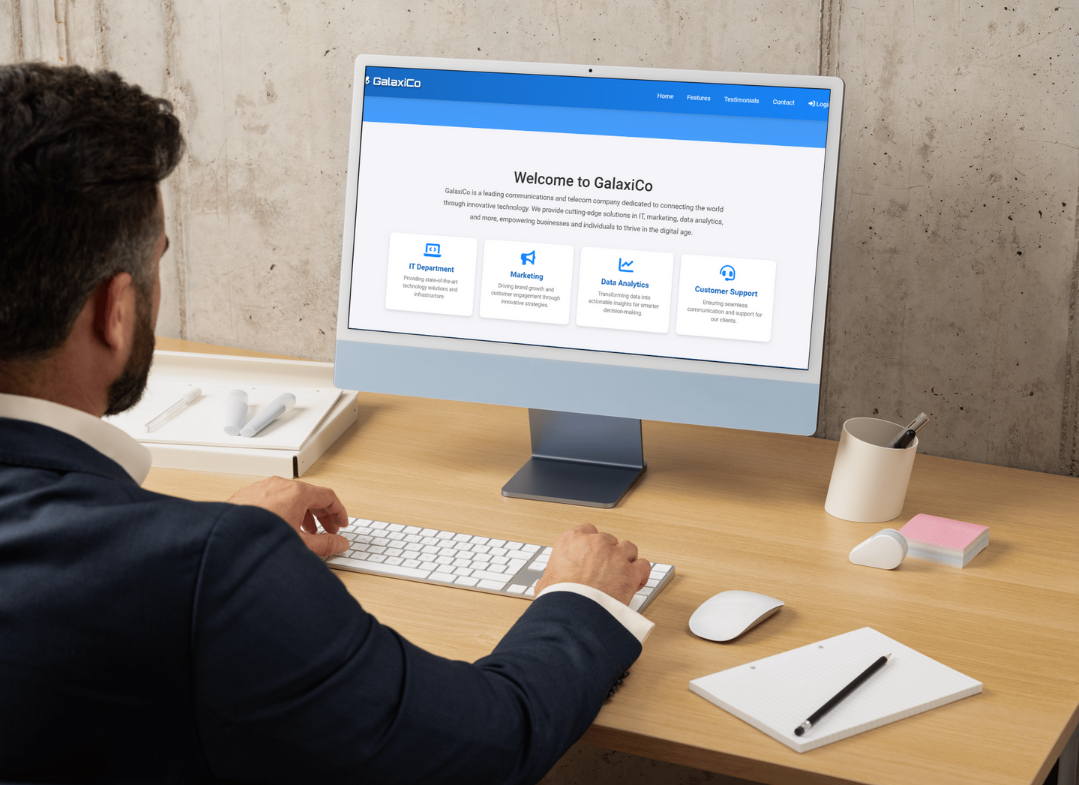 GalaxiCo
Home Features Testimonials Contact Logi
Welcome to GalaxiCo
GalaxiCo is a leading communications and telecom company dedicated to connecting the world
through innovative technology. We provide cutting-edge solutions in IT, marketing, data analytics,
and more, empowering businesses and individuals to thrive in the digital age.
IT Department
Providing state-of-the-art
technology solutions and
infrastructure.
Marketing
Driving brand growth and
customer engagement through
innovative strategies.
Data Analytics
Transforming data into
actionable insights for smarter
decision-making.
Customer Support
Ensuring seamless
communication and support for
our clients.